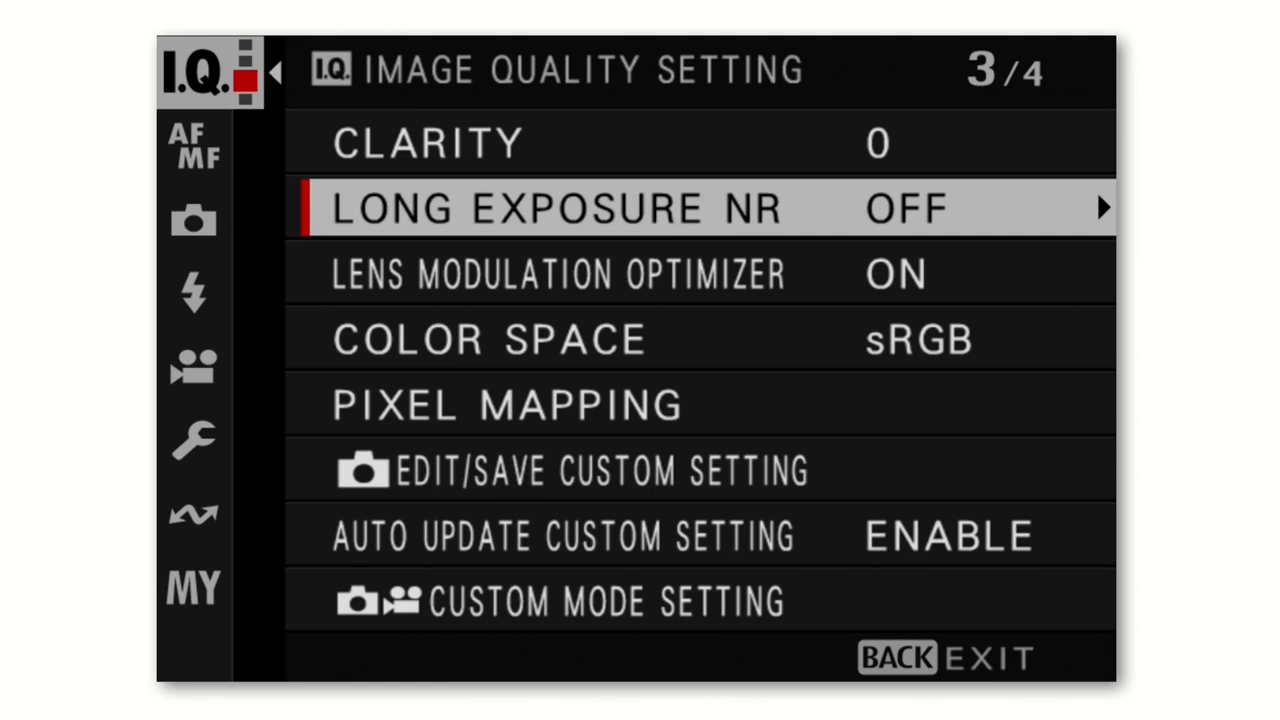 I.Q.
I.Q. IMAGE QUALITY SETTING 3/4
AF
MF
CLARITY 0
LONG EXPOSURE NR OFF
LENS MODULATION OPTIMIZER ON
COLOR SPACE sRGB
PIXEL MAPPING
EDIT/SAVE CUSTOM SETTING
AUTO UPDATE CUSTOM SETTING ENABLE
MY
CUSTOM MODE SETTING
BACK EXIT